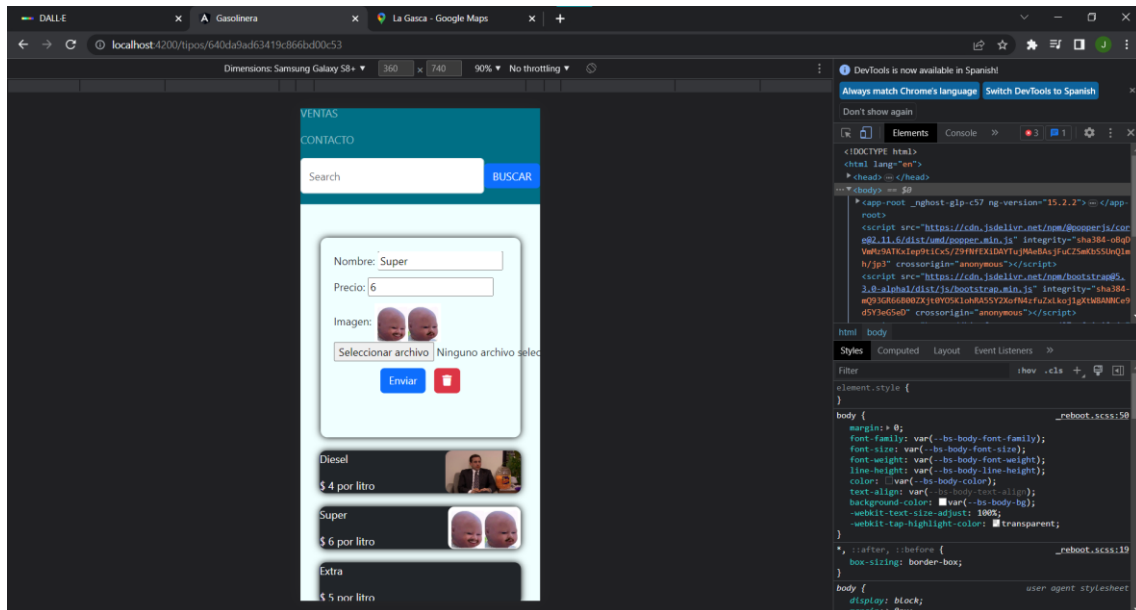 DALL·E
Gasolinera
La Gasca - Google Maps
localhost:4200/tipos/640da9ad63419c866bd00c53
Dimensions: Samsung Galaxy S8+ ▼ 360 x 740 90% ▼ No throttling ▼
VENTAS
CONTACTO
Search BUSCAR
Nombre: Super
Precio: 6
Imagen:
Seleccionar archivo Ninguno archivo selec
Enviar
Diesel
$ 4 por litro
Super
$ 6 por litro
Extra
$ 5 por litro
DevTools is now available in Spanish!
Always match Chrome's language Switch DevTools to Spanish
Don't show again
Elements Console » 3 1
<!DOCTYPE html>
<html lang="en">
<head> … </head>
<body> == $0
<app-root _nghost-glp-c57 ng-version="15.2.2"> … </app-
root>
<script src="https://cdn.jsdelivr.net/npm/@popperjs/cor
e@2.11.6/dist/umd/popper.min.js" integrity="sha384-oBqD
crossorigin="anonymous"></script>
<script src="https://cdn.jsdelivr.net/npm/bootstrap@5.
3.0-alpha1/dist/js/bootstrap.min.js" integrity="sha384-
crossorigin="anonymous"></script>
html body
Styles Computed Layout Event Listeners »
Filter :hov .cls +
element.style {
}
body { _reboot.scss:50
margin: 0;
font-family: var(--bs-body-font-family);
font-size: var(--bs-body-font-size);
font-weight: var(--bs-body-font-weight);
line-height: var(--bs-body-line-height);
color: var(--bs-body-color);
text-align: var(--bs-body-text-align);
background-color: var(--bs-body-bg);
-webkit-text-size-adjust: 100%;
-webkit-tap-highlight-color: transparent;
}
*, ::after, ::before { _reboot.scss:19
box-sizing: border-box;
}
body { user agent stylesheet
display: block;